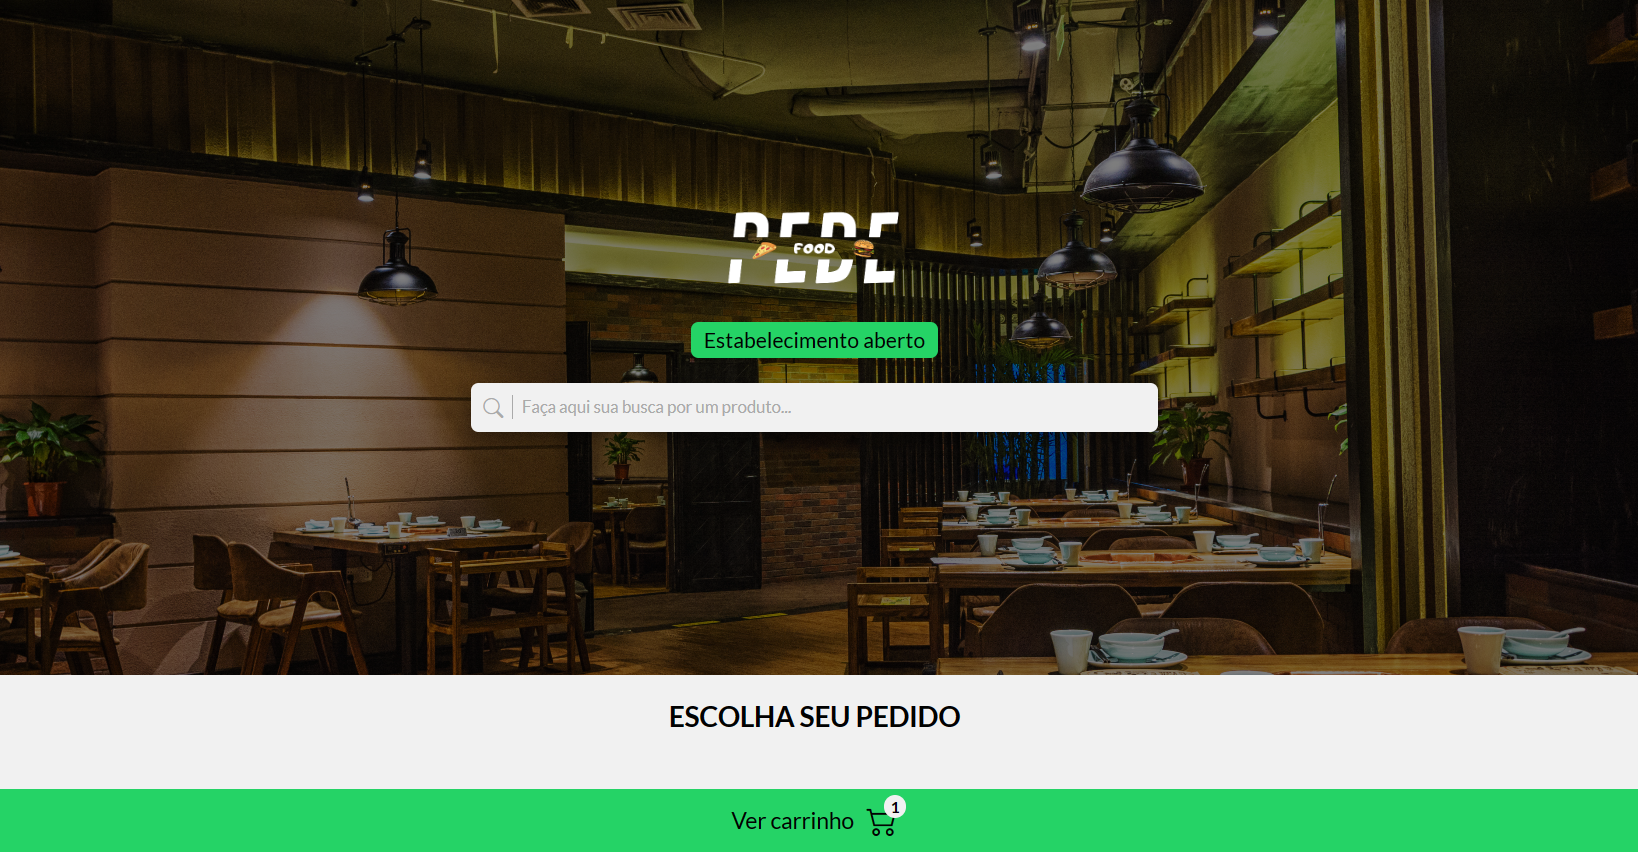 PEDE
FOOD
Estabelecimento aberto
Faça aqui sua busca por um produto...
ESCOLHA SEU PEDIDO
Ver carrinho 1